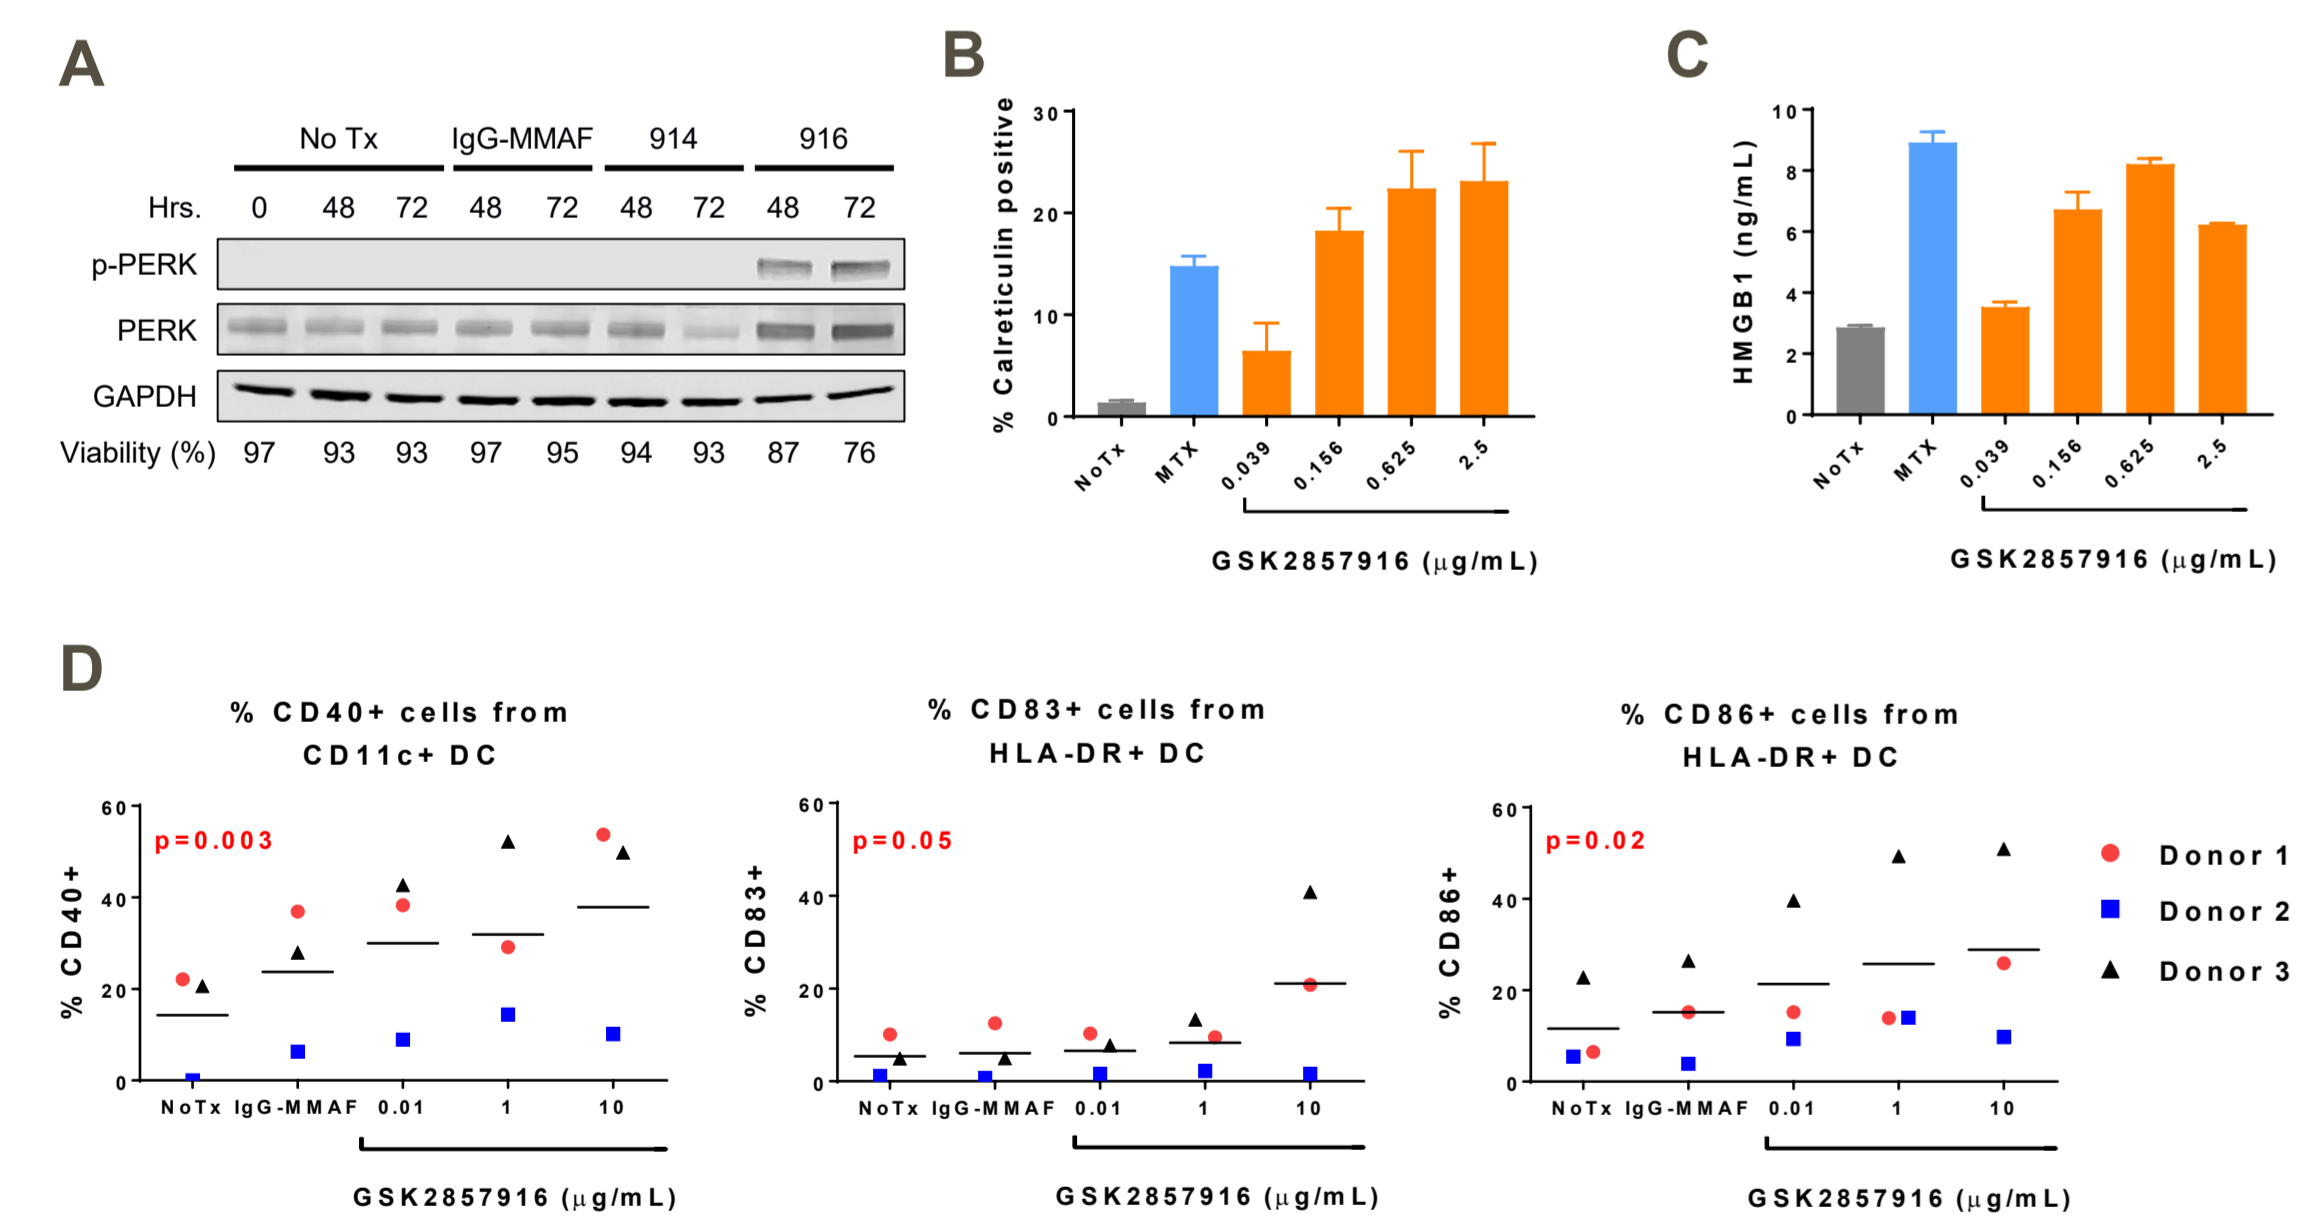 A
No Tx IgG-MMAF 914 916
Hrs. 0 48 72 48 72 48 72 48 72
p-PERK
PERK
GAPDH
Viability (%) 97 93 93 97 95 94 93 87 76
B
% Calreticulin positive
30
20
10
0
NoTx MTX 0.039 0.156 0.625 2.5
GSK2857916 (µg/mL)
C
HMGB1 (ng/mL)
10
8
6
4
2
0
NoTx MTX 0.039 0.156 0.625 2.5
GSK2857916 (µg/mL)
D
% CD40+ cells from
CD11c+ DC
p=0.003
% CD40+
60
40
20
0
NoTx IgG-MMAF 0.01 1 10
GSK2857916 (µg/mL)
% CD83+ cells from
HLA-DR+ DC
p=0.05
% CD83+
60
40
20
0
NoTx IgG-MMAF 0.01 1 10
GSK2857916 (µg/mL)
% CD86+ cells from
HLA-DR+ DC
p=0.02
% CD86+
60
40
20
0
NoTx IgG-MMAF 0.01 1 10
GSK2857916 (µg/mL)
Donor 1
Donor 2
Donor 3